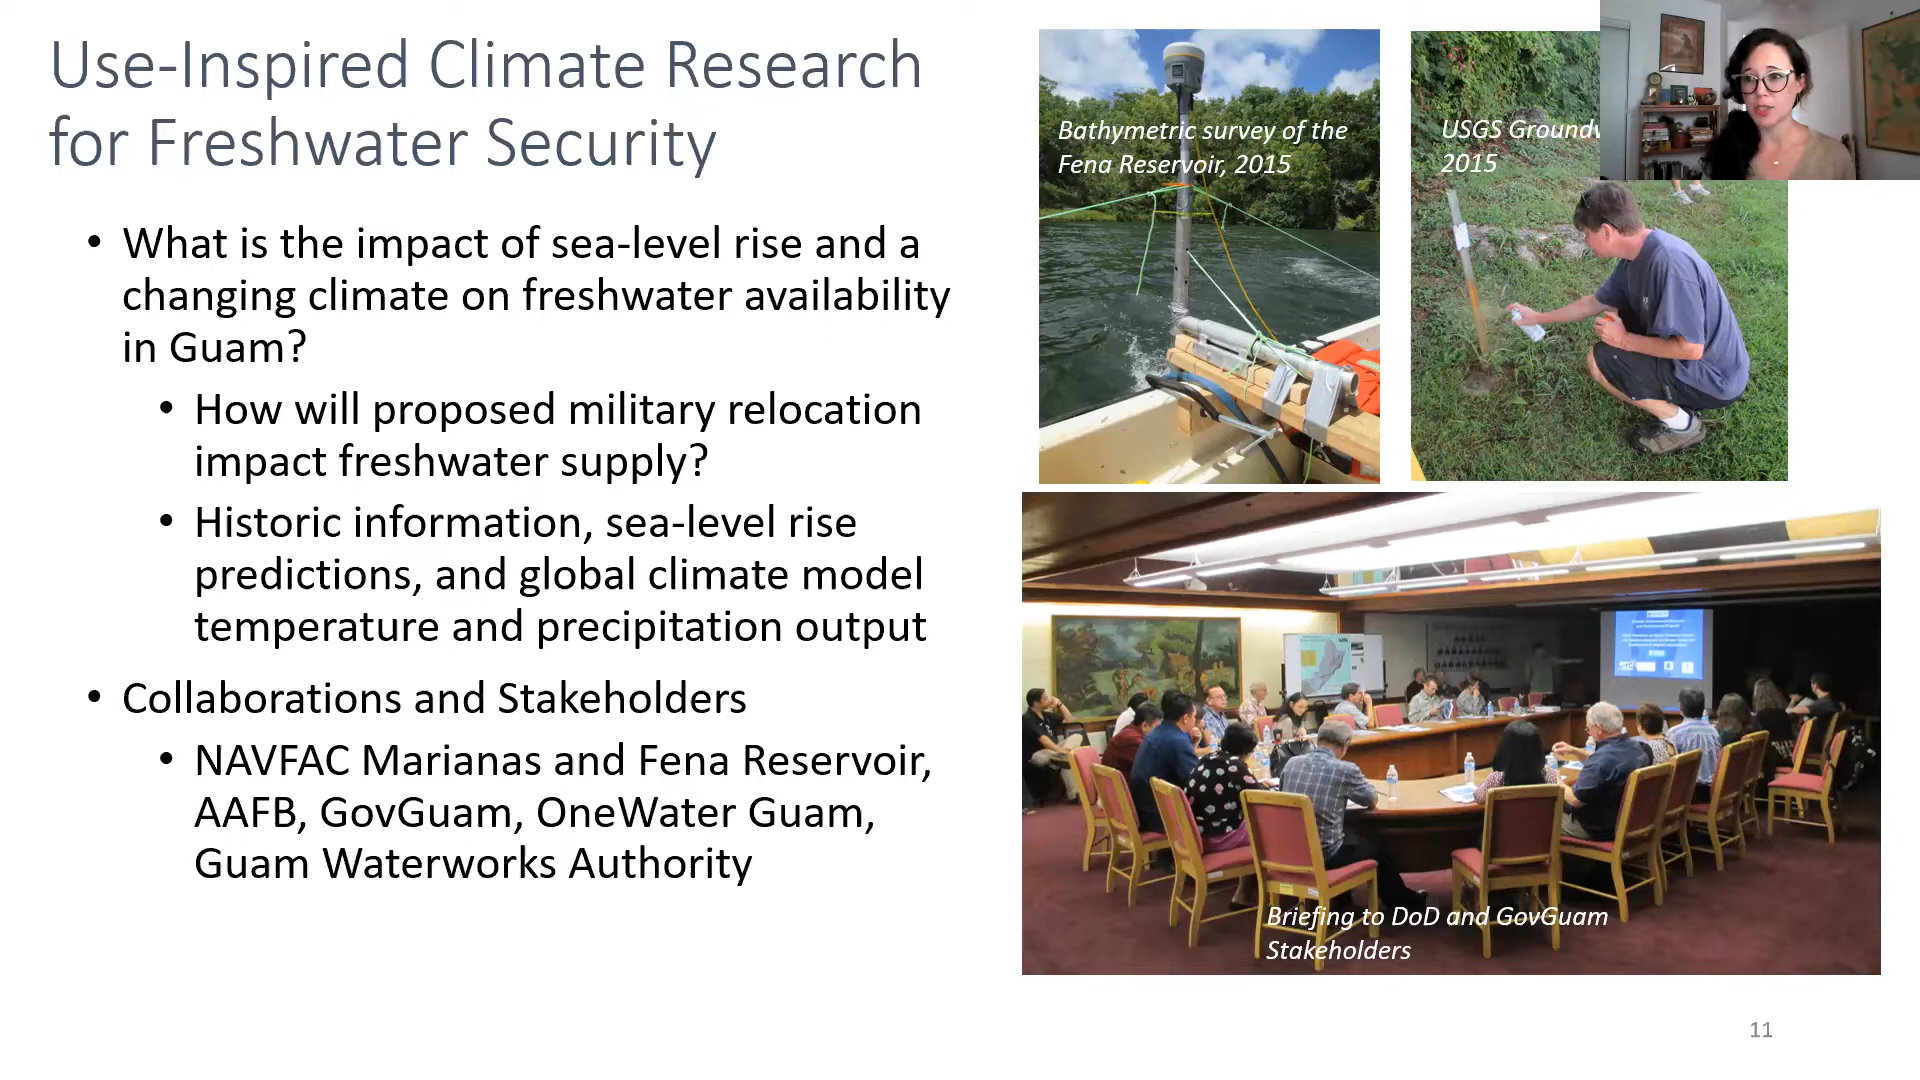 Use-Inspired Climate Research
for Freshwater Security
• What is the impact of sea-level rise and a
changing climate on freshwater availability
in Guam?
• How will proposed military relocation
impact freshwater supply?
• Historic information, sea-level rise
predictions, and global climate model
temperature and precipitation output
• Collaborations and Stakeholders
• NAVFAC Marianas and Fena Reservoir,
AAFB, GovGuam, OneWater Guam,
Guam Waterworks Authority
Bathymetric survey of the
Fena Reservoir, 2015
USGS
2015
Briefing to DoD and GovGuam
Stakeholders
11